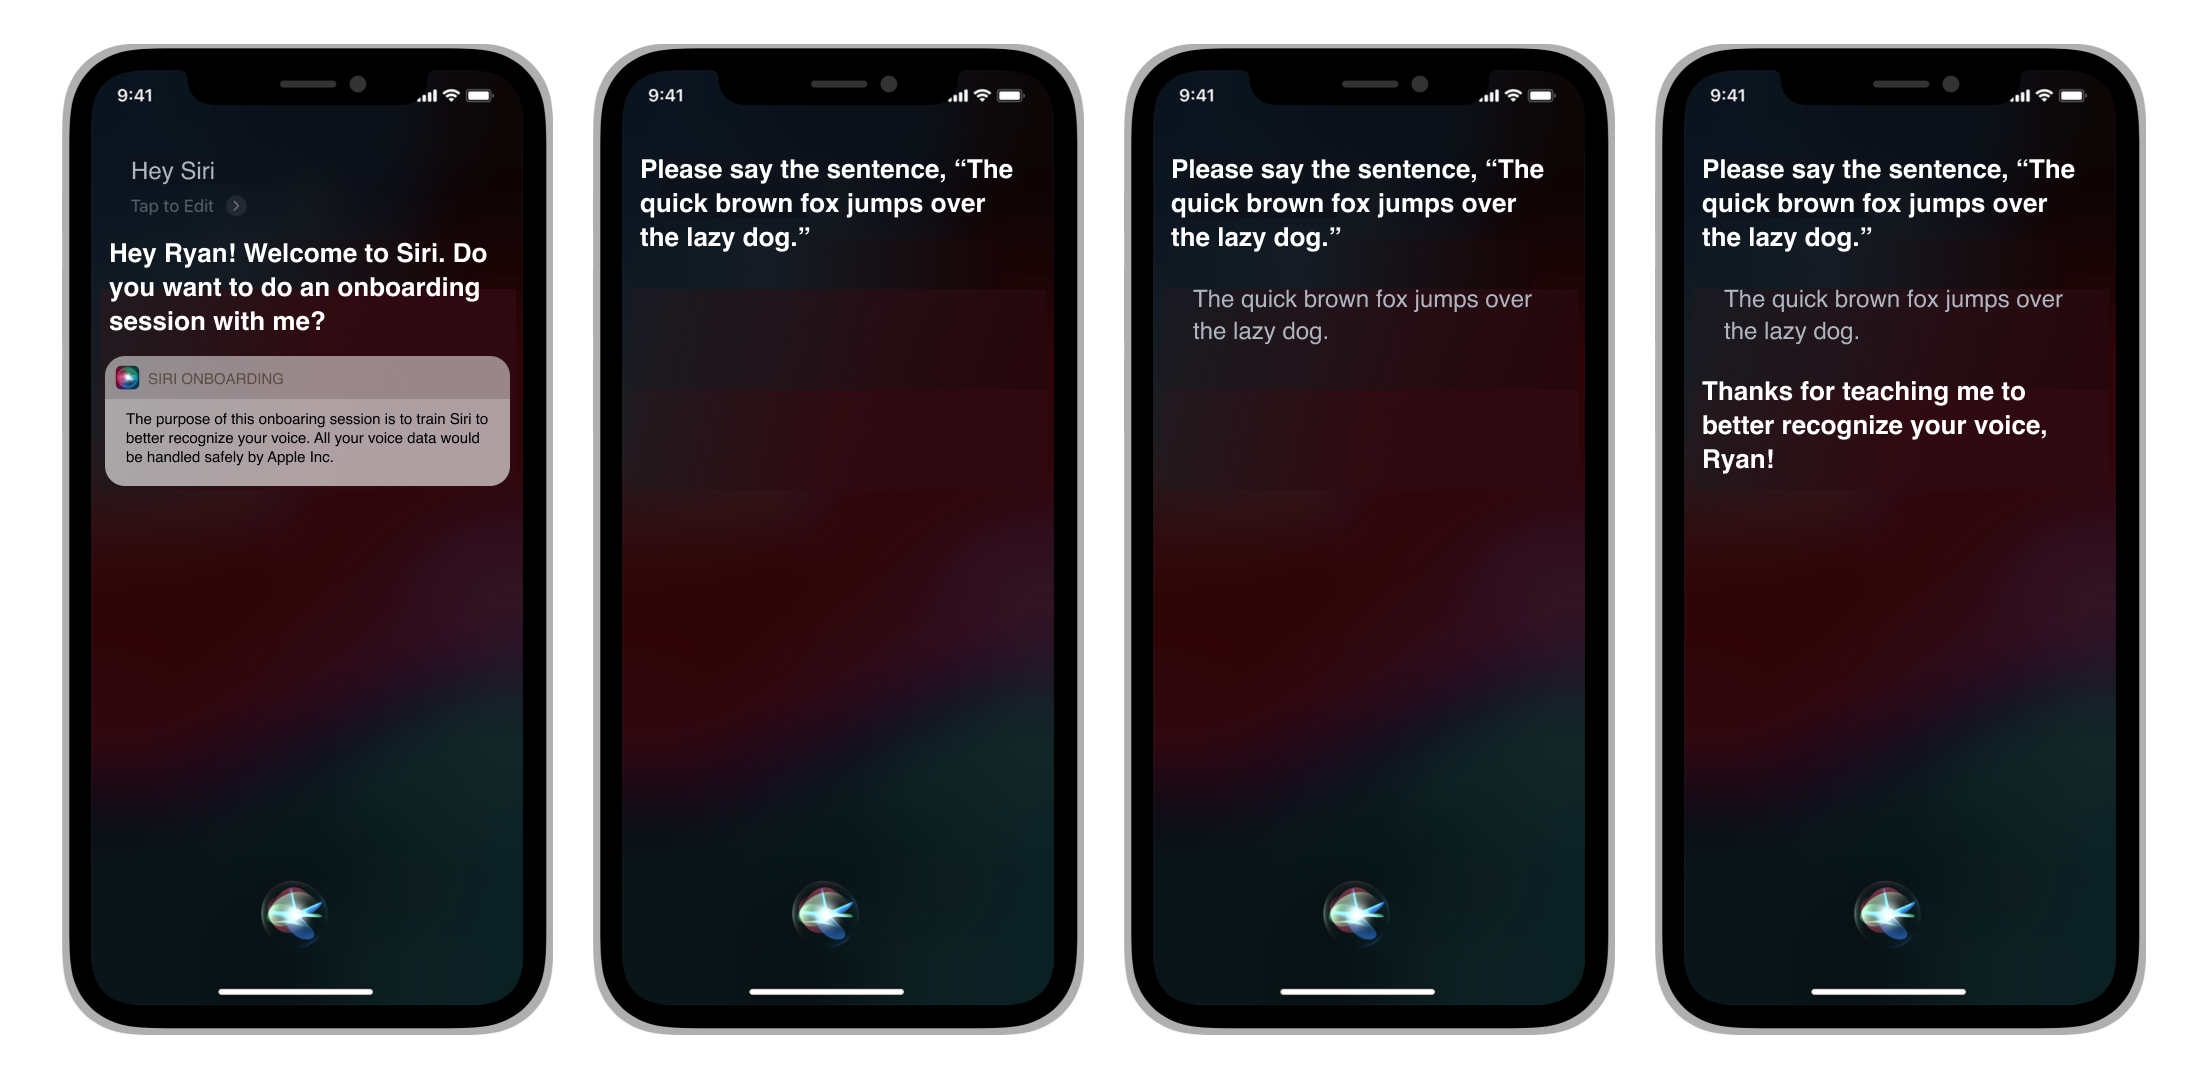 9:41
Hey Siri
Tap to Edit
Hey Ryan! Welcome to Siri. Do
you want to do an onboarding
session with me?
SIRI ONBOARDING
The purpose of this onboaring session is to train Siri to
better recognize your voice. All your voice data would
be handled safely by Apple Inc.
9:41
Please say the sentence, “The
quick brown fox jumps over
the lazy dog.”
9:41
Please say the sentence, “The
quick brown fox jumps over
the lazy dog.”
The quick brown fox jumps over
the lazy dog.
9:41
Please say the sentence, “The
quick brown fox jumps over
the lazy dog.”
The quick brown fox jumps over
the lazy dog.
Thanks for teaching me to
better recognize your voice,
Ryan!